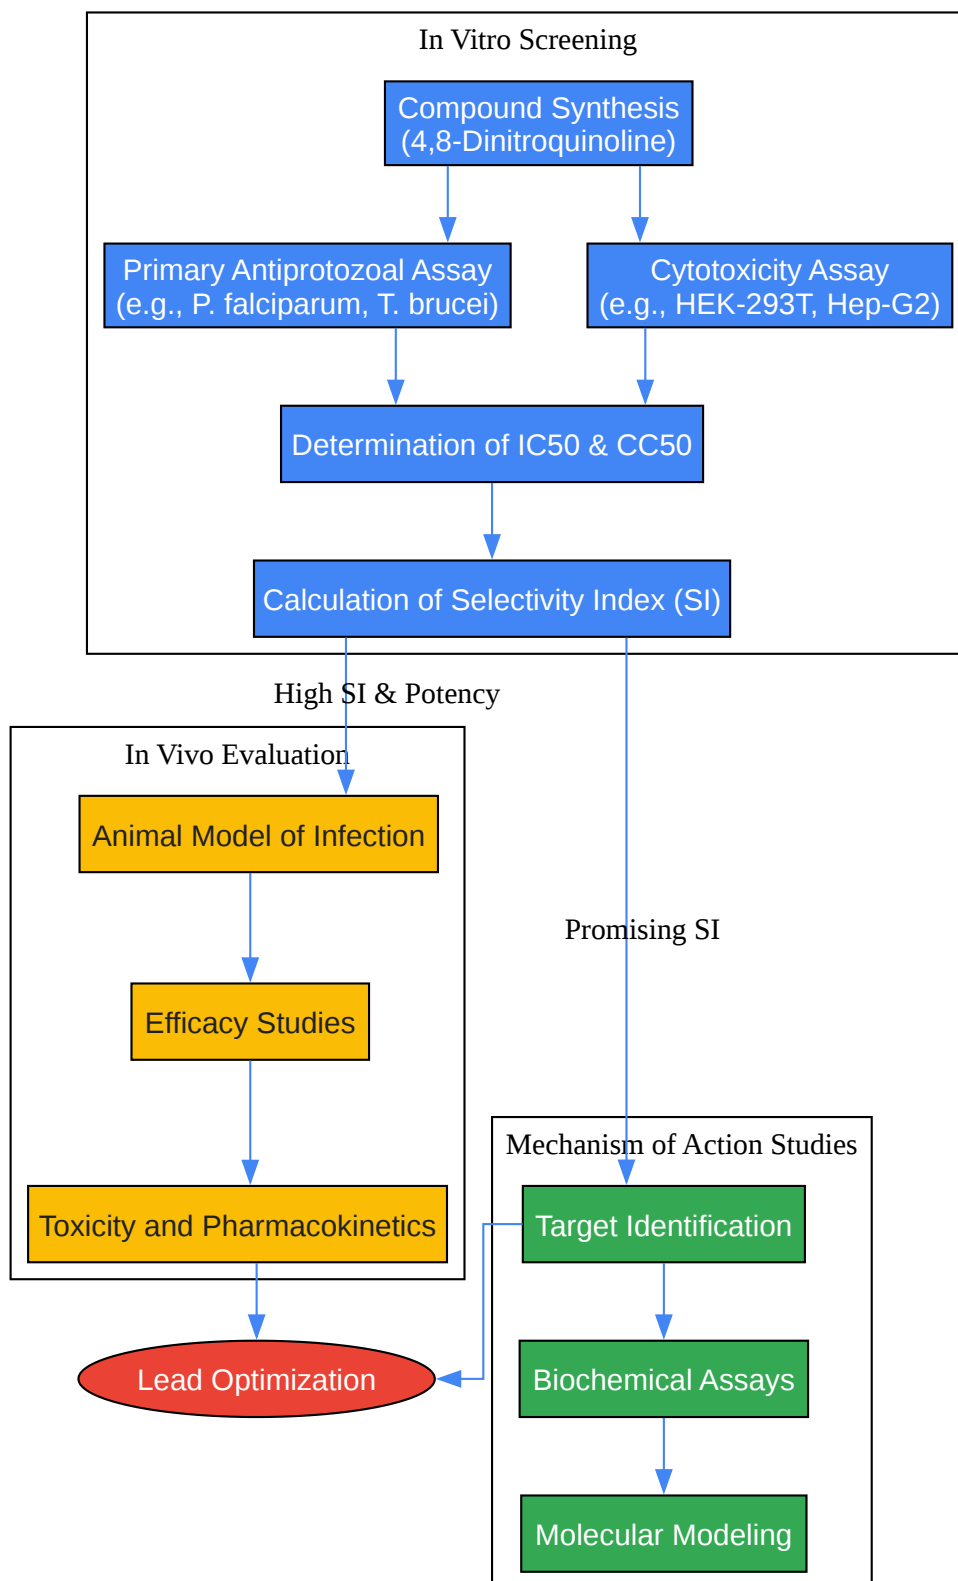 In Vitro Screening
Compound Synthesis
(4,8-Dinitroquinoline)
Primary Antiprotozoal Assay
(e.g., P. falciparum, T. brucei)
Cytotoxicity Assay
(e.g., HEK-293T, Hep-G2)
Determination of IC50 & CC50
Calculation of Selectivity Index (SI)
High SI & Potency
In Vivo Evaluation
Animal Model of Infection
Promising SI
Efficacy Studies
Mechanism of Action Studies
Toxicity and Pharmacokinetics
Target Identification
Lead Optimization
Biochemical Assays
Molecular Modeling